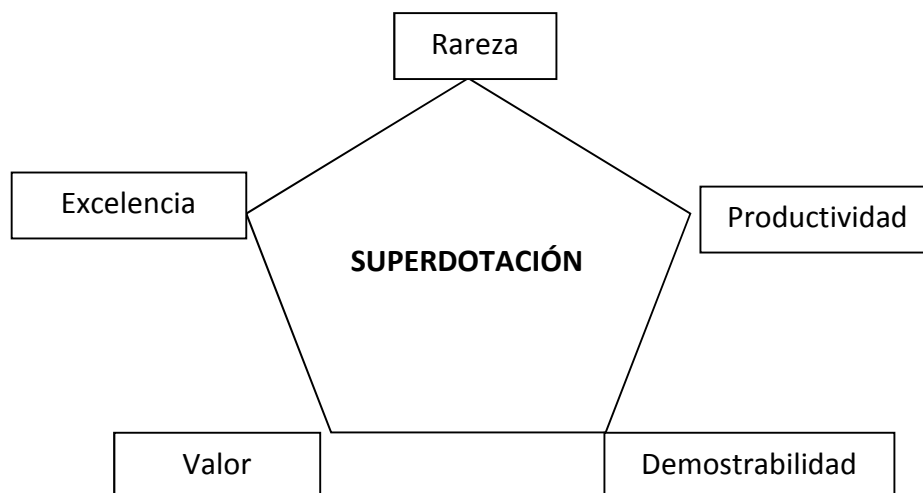 Rareza
Excelencia
Productividad
SUPERDOTACIÓN
Valor
Demostrabilidad